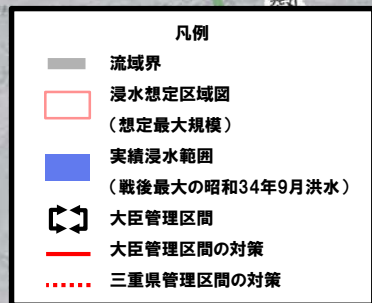 凡例
流域界
浸水想定区域図
（想定最大規模）
実績浸水範囲
（戦後最大の昭和34年9月洪水）
大臣管理区間
大臣管理区間の対策
三重県管理区間の対策